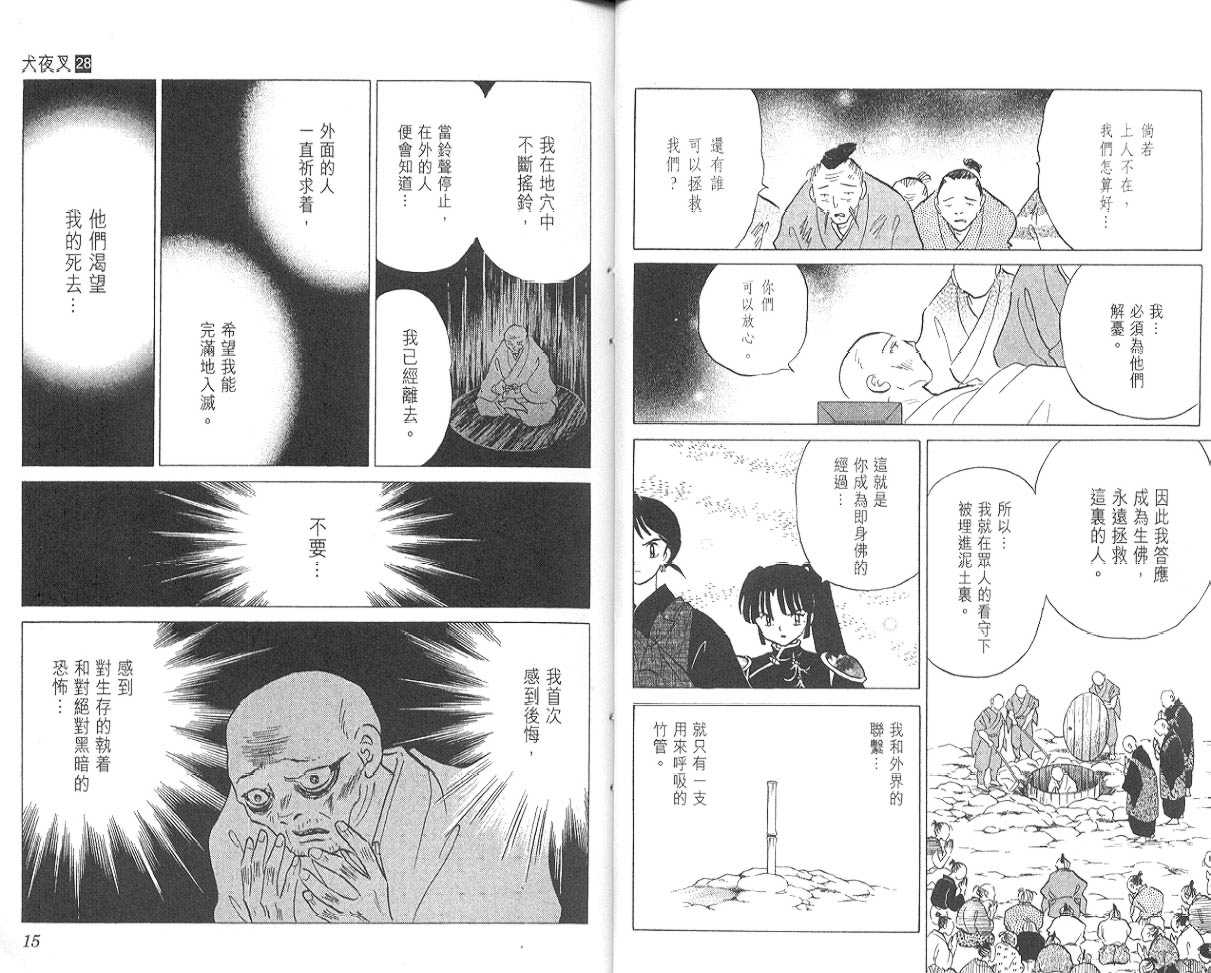 倘若
上人不在，
我們怎算好…
還有誰
可以拯救
我們？
我…
必須為他們
解憂。
你們
可以放心。
因此我答應
成為生佛，
永遠拯救
這裏的人。
所以…
我就在眾人的看守下
被埋進泥土裏。
這就是
你成為即身佛的
經過…
我和外界的
聯繫…
就只有一支
用來呼吸的
竹管。
犬夜叉 28
我在地穴中
不斷搖鈴，
當鈴聲停止，
在外的人
便會知道…
我已經離去。
外面的人
一直祈求着，
希望我能
完滿地入滅。
他們渴望
我的死去…
不要…
我首次
感到後悔，
感到
對生存的執着
和對絕對黑暗的
恐怖…
15